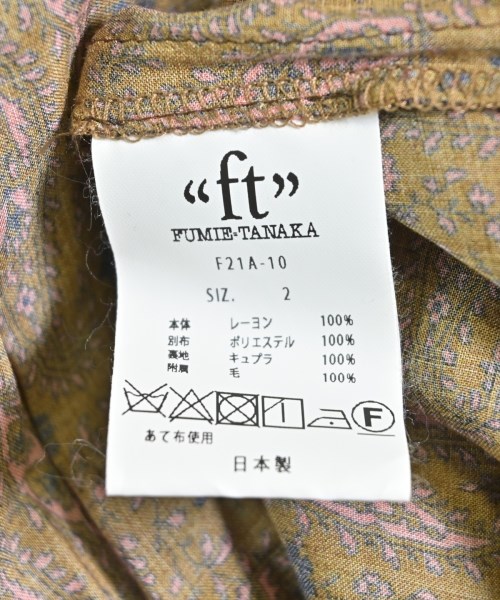 “ft”
FUMIE=TANAKA
F21A-10
SIZ. 2
本体 レーヨン 100%
別布 ポリエステル 100%
裏地 キュプラ 100%
附属 毛 100%
F
あて布使用
日本製